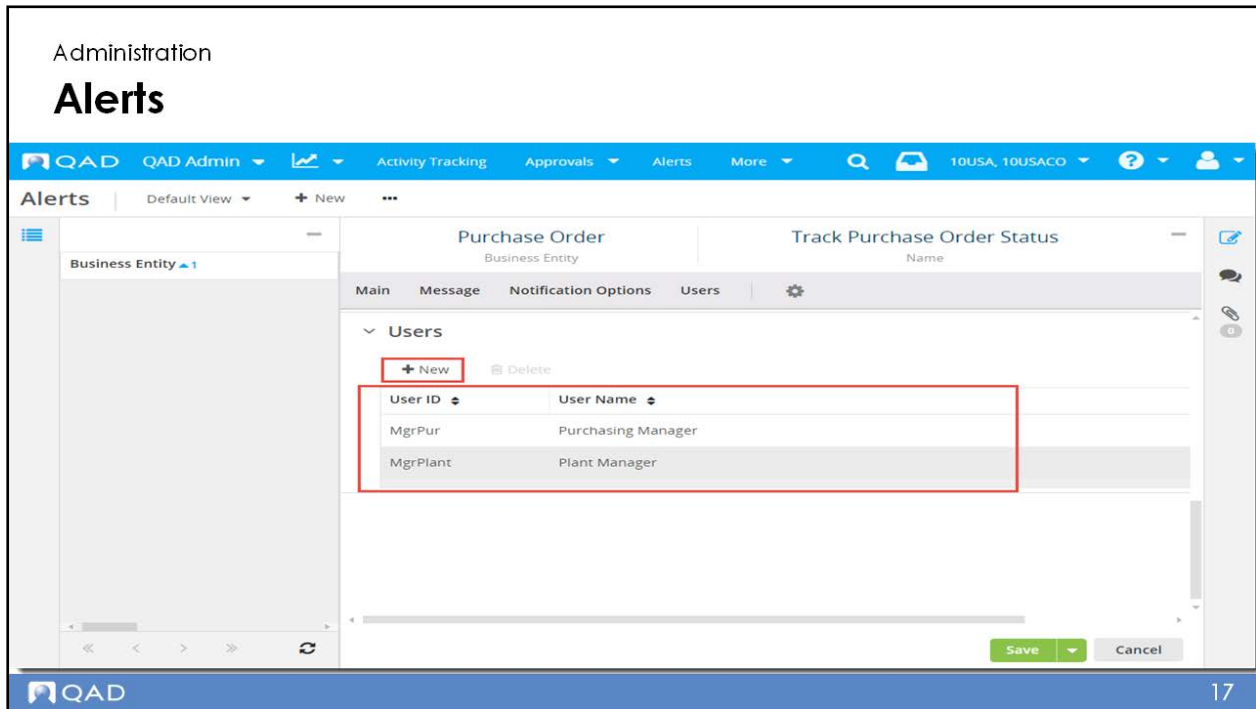 Administration
Alerts
QAD QAD Admin Activity Tracking Approvals Alerts More 10USA, 10USACO ?
Alerts Default View + New •••
Purchase Order Track Purchase Order Status
Business Entity Name
Business Entity 1
Main Message Notification Options Users
Users
+ New Delete
User ID User Name
MgrPur Purchasing Manager
MgrPlant Plant Manager
0
Save Cancel
QAD 17